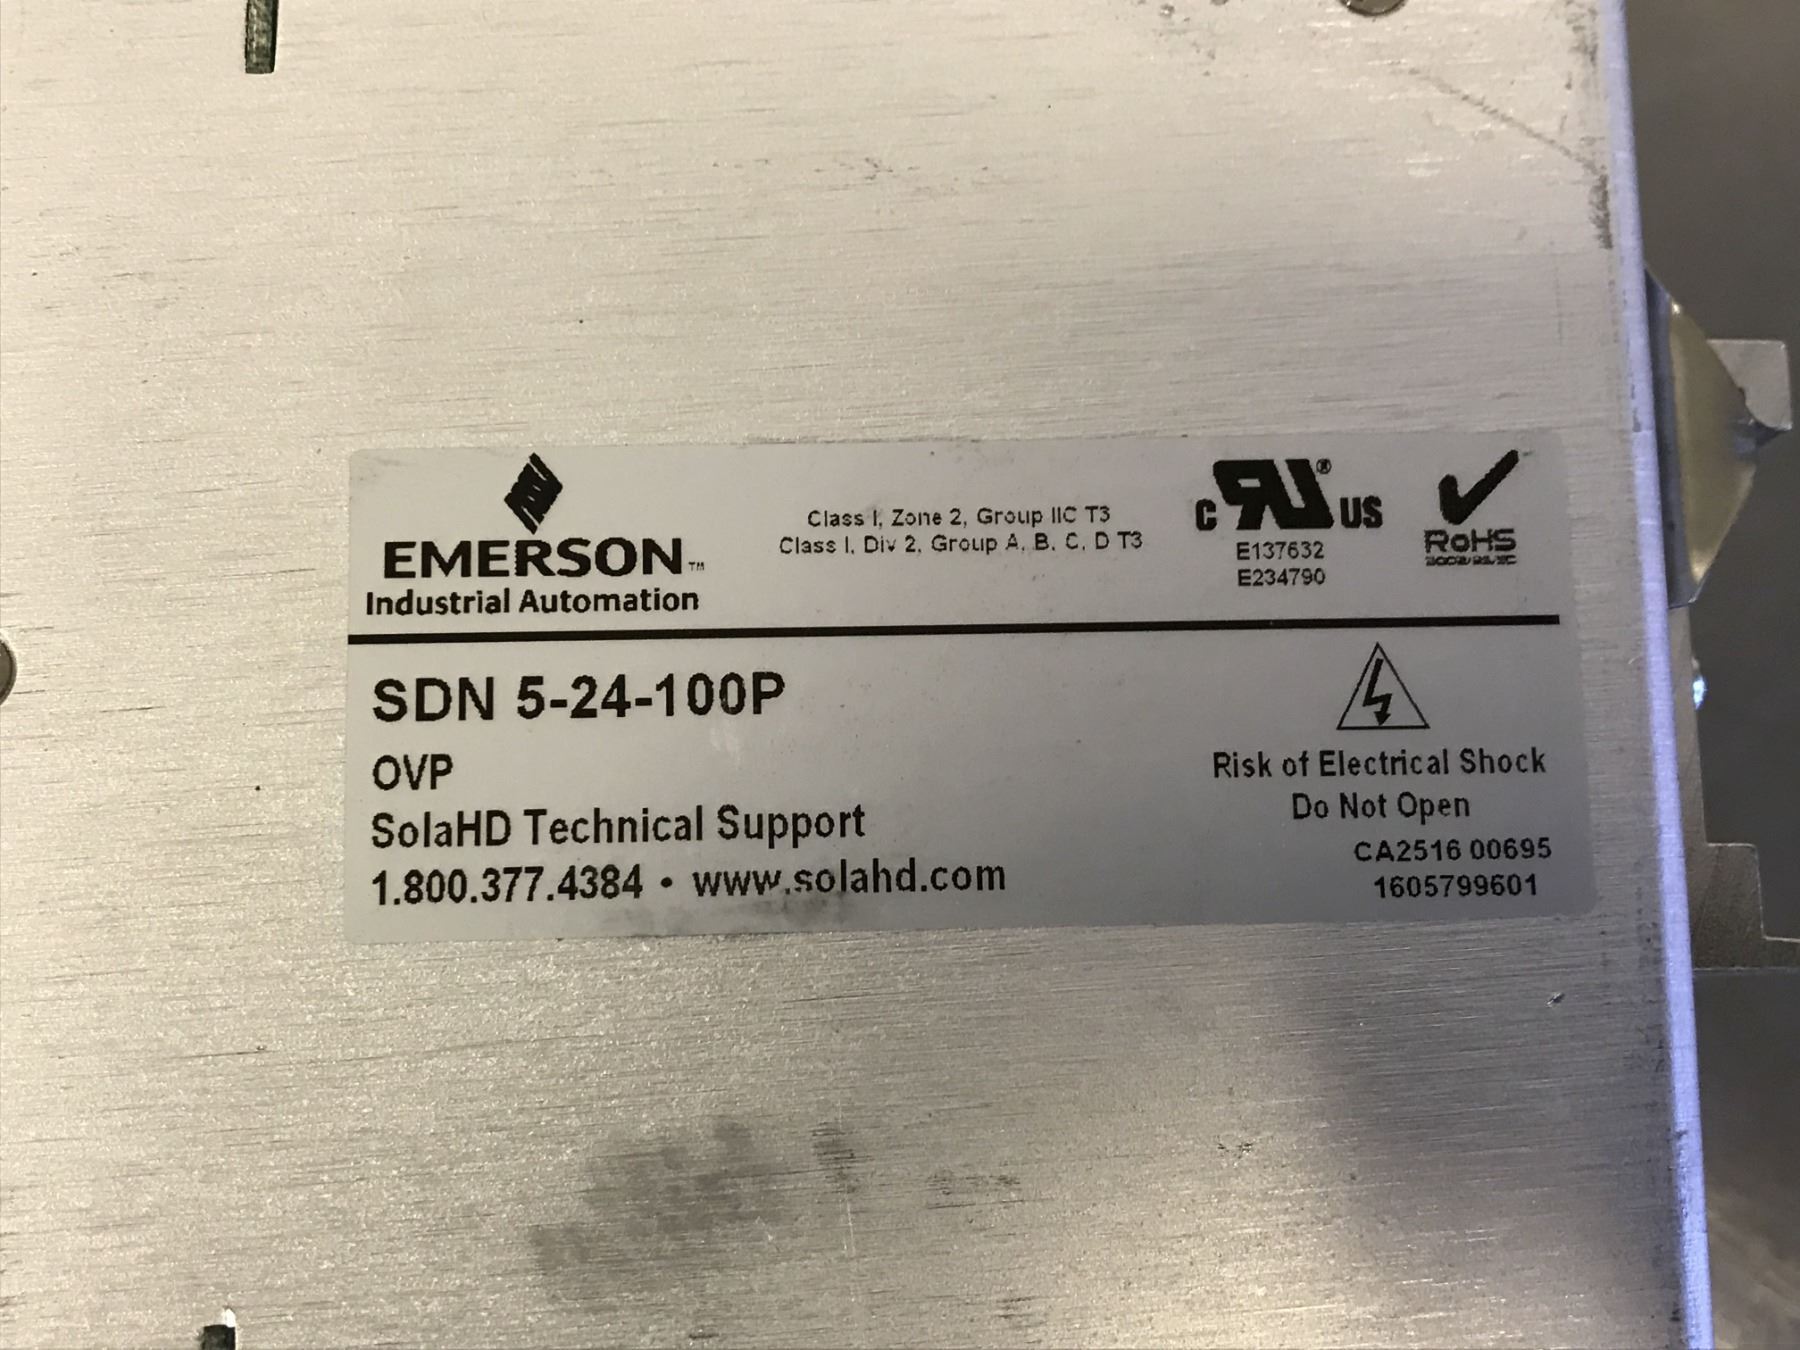 EMERSON™
Industrial Automation
Class I, Zone 2, Group IIC T3
Class I, Div 2, Group A, B, C, D T3
c RU® US
E137632
E234790
RoHS
SDN 5-24-100P
OVP
SolaHD Technical Support
1.800.377.4384 • www.solahd.com
Risk of Electrical Shock
Do Not Open
CA2516 00695
1605799601